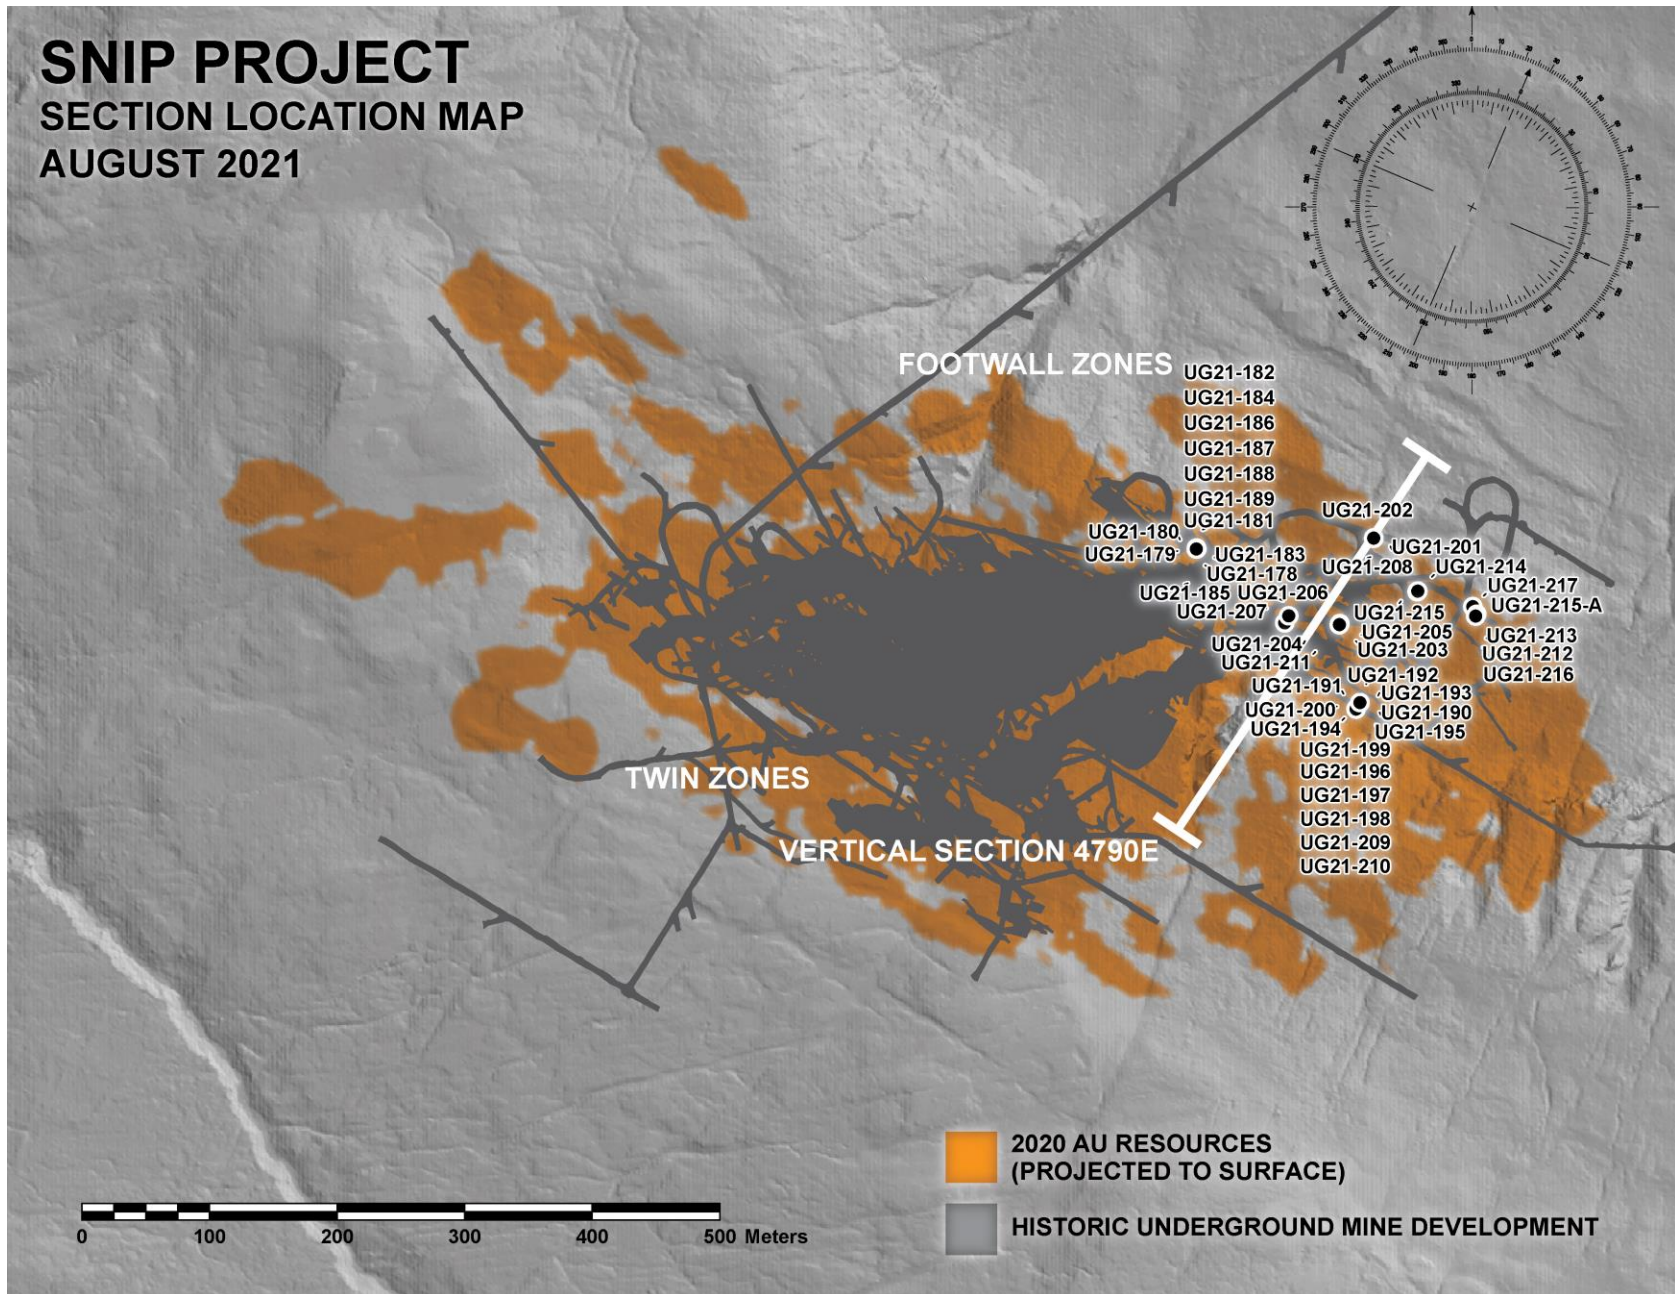 SNIP PROJECT
SECTION LOCATION MAP
AUGUST 2021
FOOTWALL ZONES
UG21-182
UG21-184
UG21-186
UG21-187
UG21-188
UG21-189
UG21-181
UG21-180
UG21-179
UG21-183
UG21-178
UG21-185
UG21-206
UG21-207
UG21-202
UG21-201
UG21-208
UG21-214
UG21-217
UG21-215-A
UG21-215
UG21-205
UG21-203
UG21-213
UG21-212
UG21-216
UG21-204
UG21-211
UG21-192
UG21-191
UG21-193
UG21-200
UG21-190
UG21-194
UG21-195
UG21-199
UG21-196
UG21-197
UG21-198
UG21-209
UG21-210
TWIN ZONES
VERTICAL SECTION 4790E
2020 AU RESOURCES
(PROJECTED TO SURFACE)
HISTORIC UNDERGROUND MINE DEVELOPMENT
0 100 200 300 400 500 Meters